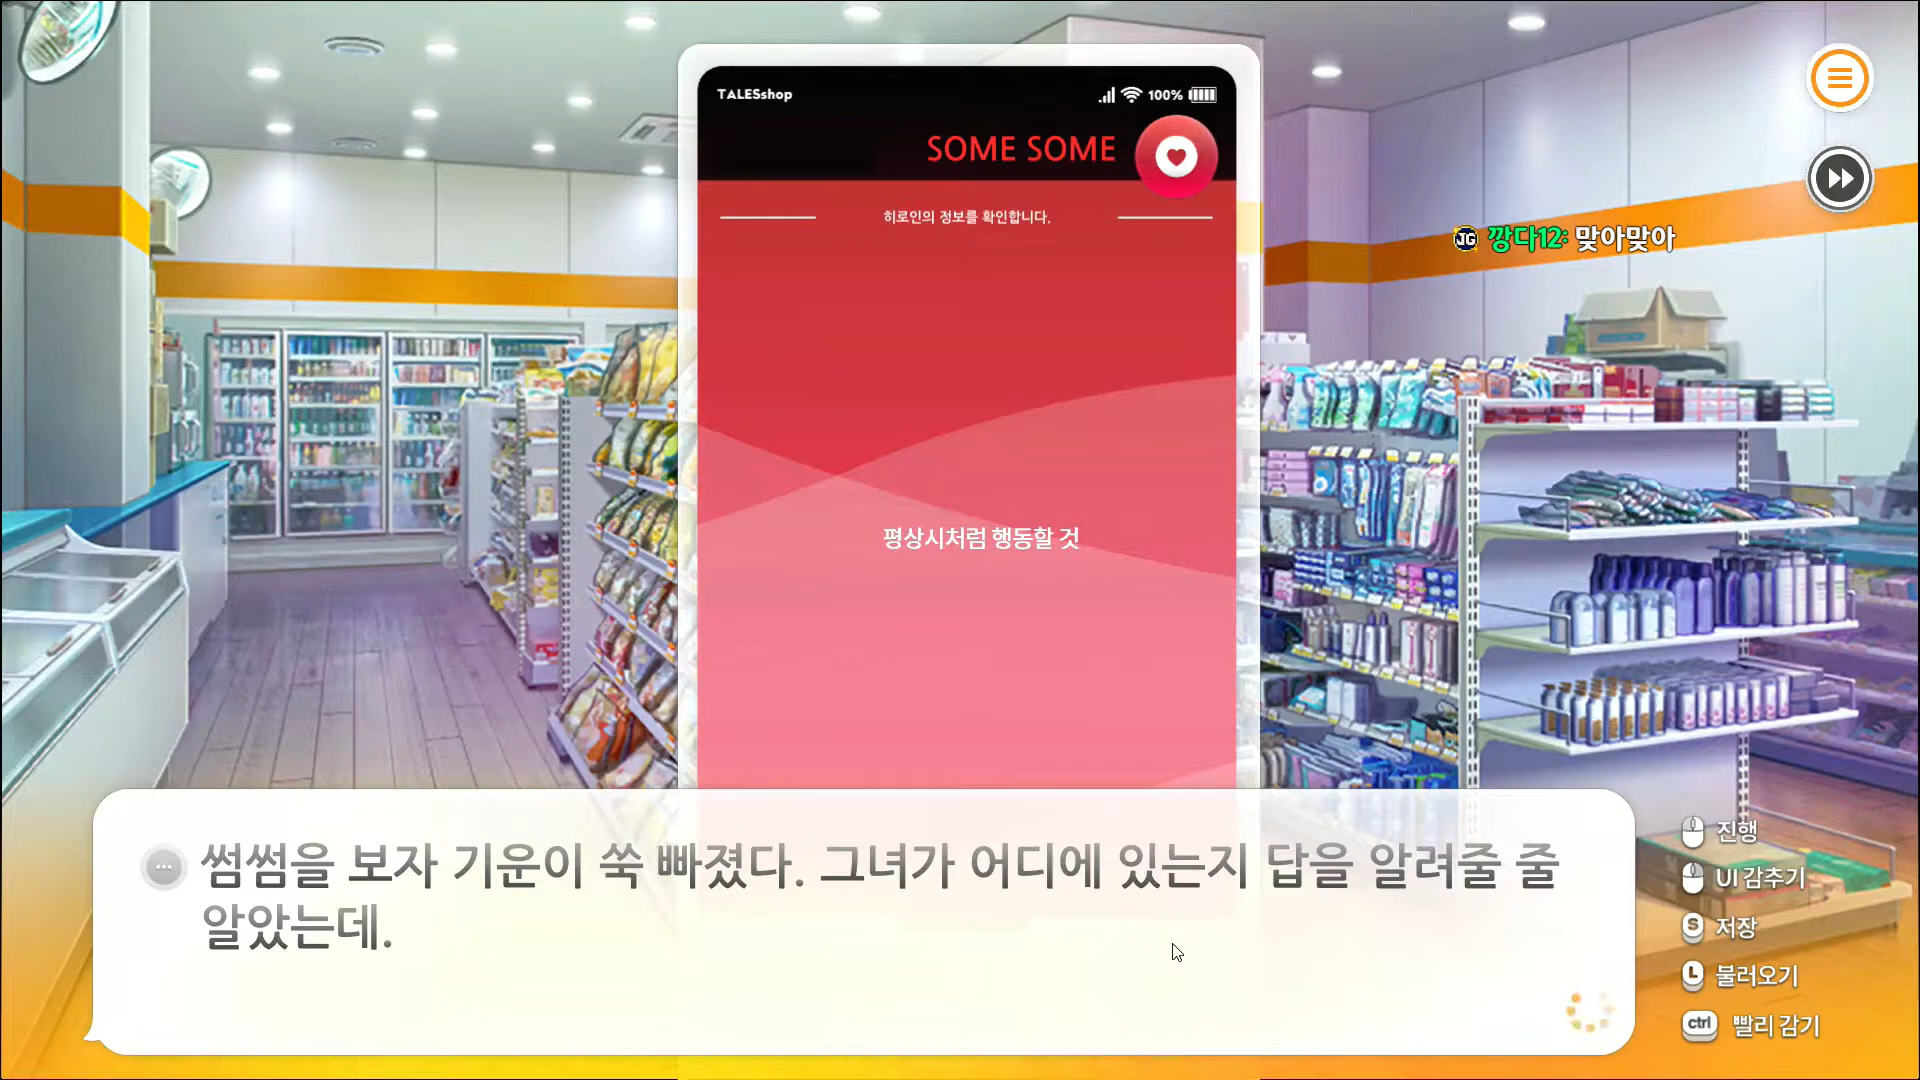 TALESshop
100%
SOME SOME
히로인의 정보를 확인합니다.
JG 깡다12: 맞아맞아
평상시처럼 행동할 것
썸썸을 보자 기운이 쑥 빠졌다. 그녀가 어디에 있는지 답을 알려줄 줄
알았는데.
진행
UI 감추기
S 저장
L 불러오기
ctrl 빨리 감기